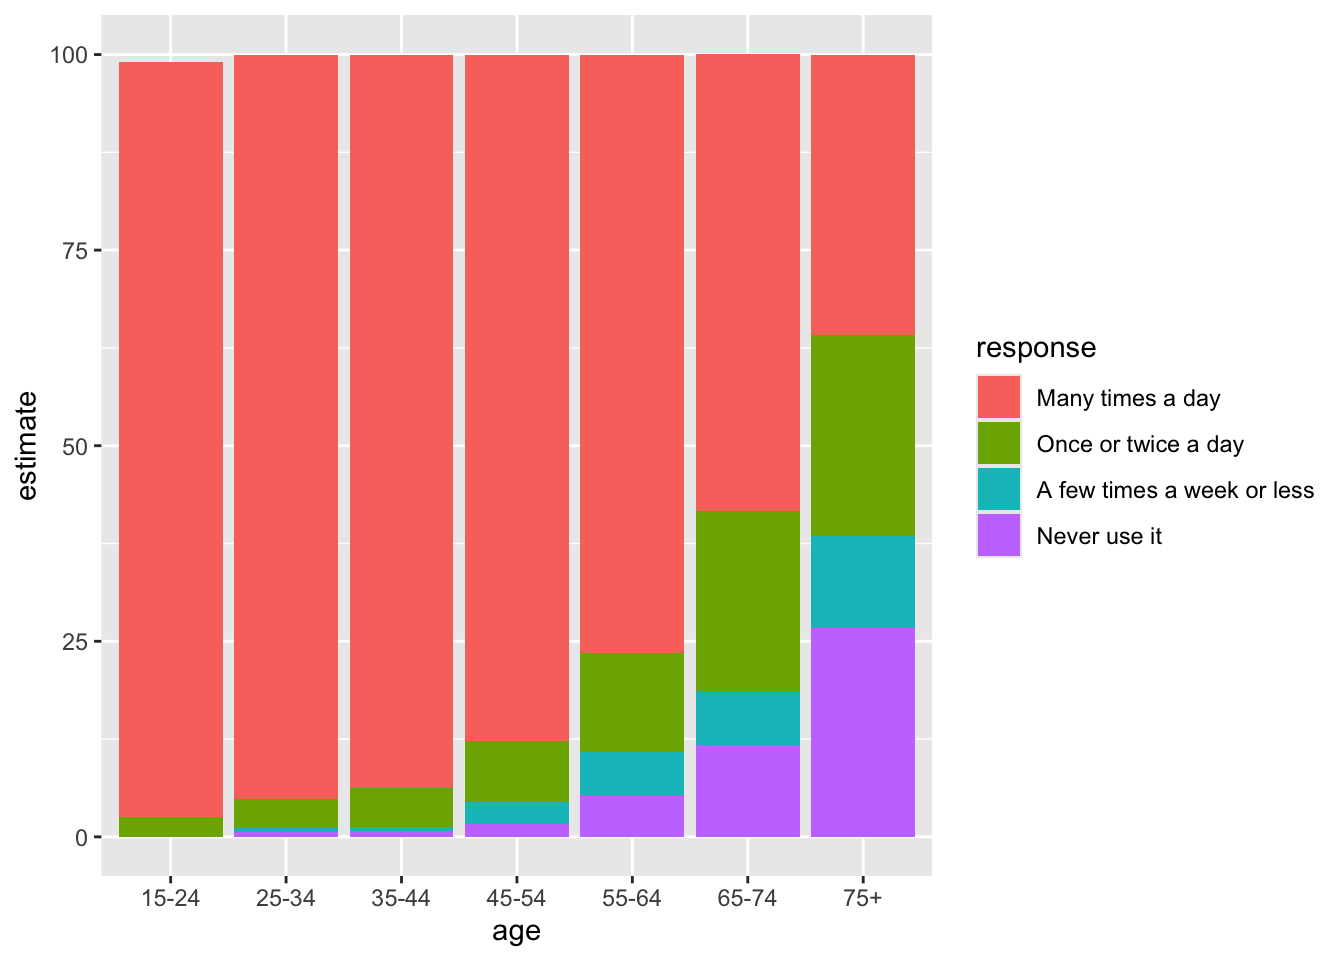 100
75
50
25
0
estimate
15-24 25-34 35-44 45-54 55-64 65-74 75+
age
response
Many times a day
Once or twice a day
A few times a week or less
Never use it